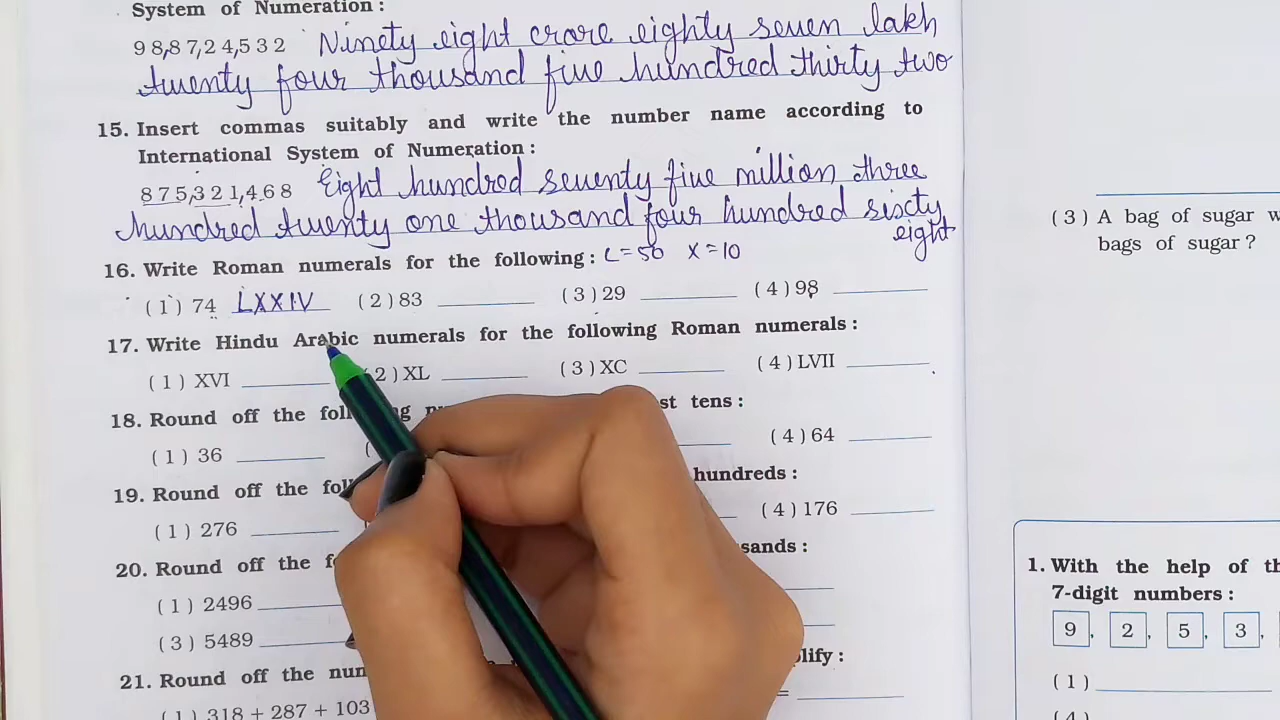 System of Numeration :
98,87,24,532 Ninety eight crore eighty seven lakh
twenty four thousand five hundred thirty two
15. Insert commas suitably and write the number name according to
International System of Numeration :
875,321,468 Eight hundred seventy five million three
hundred twenty one thousand four hundred sixty
eight
16. Write Roman numerals for the following : L=50 X=10
(1) 74 LXXIV (2) 83 (3) 29 (4) 98
17. Write Hindu Arabic numerals for the following Roman numerals :
(1) XVI 2) XL (3) XC (4) LVII
18. Round off the tens :
(1) 36 (4) 64
19. Round off the hundreds :
(1) 276 (4) 176
20. Round off the
(1) 2496
(3) 5489
21. Round off the
(1) 318 + 287 + 103 =
(3) A bag of sugar
bags of sugar ?
1. With the help of
7-digit numbers :
9, 2, 5, 3,
(1)
(4)